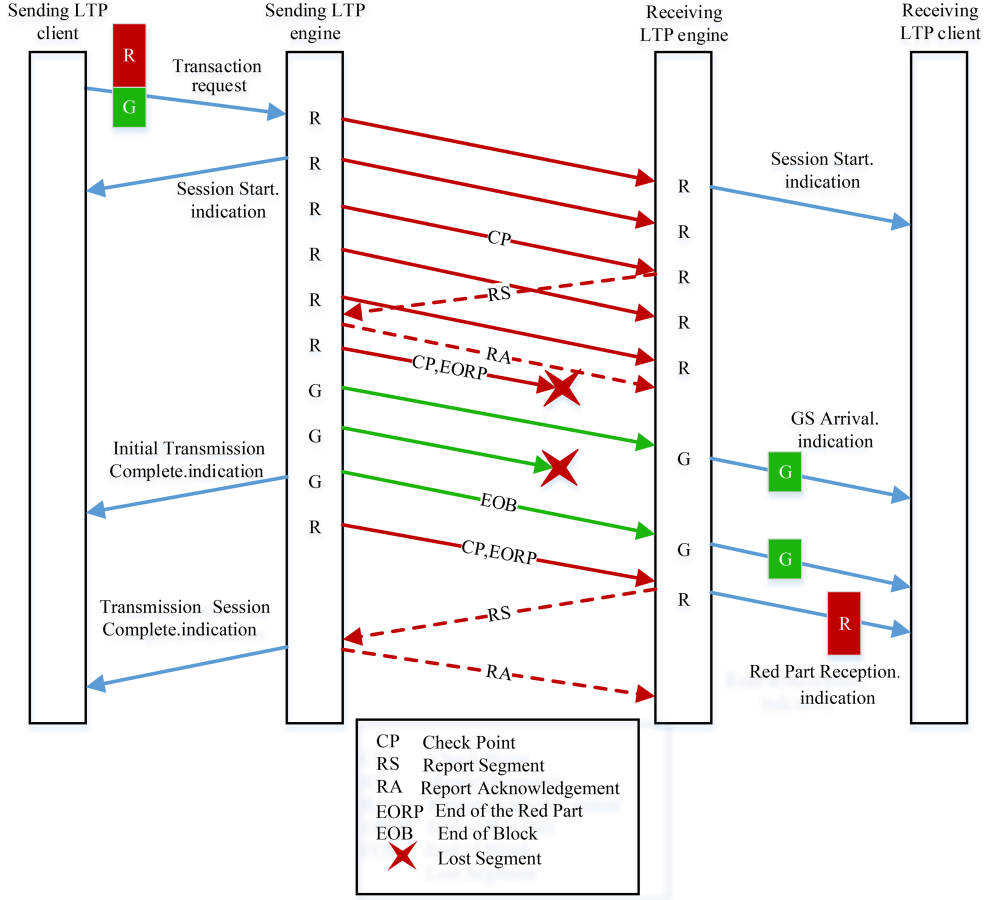 Sending LTP
client
Sending LTP
engine
Receiving
LTP engine
Receiving
LTP client
R
G
Transaction
request
R
R
R
R
R
R
G
G
G
R
Session Start.
indication
CP
RS
RA
CP,EORP
EOB
CP,EORP
RS
RA
R
R
R
R
R
G
G
R
Session Start.
indication
GS Arrival.
indication
G
G
R
Red Part Reception.
indication
Initial Transmission
Complete.indication
Transmission Session
Complete.indication
CP Check Point
RS Report Segment
RA Report Acknowledgement
EORP End of the Red Part
EOB End of Block
Lost Segment